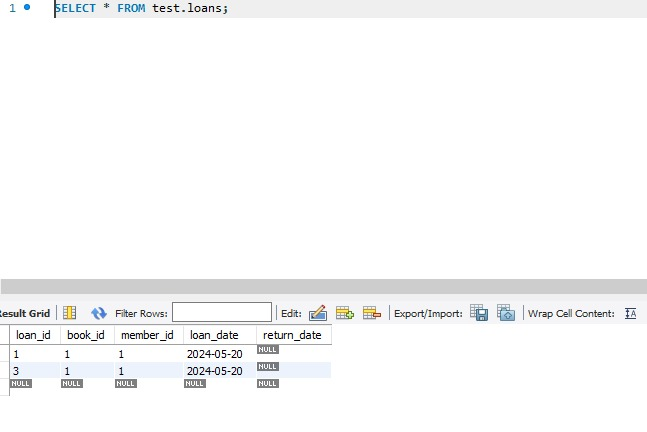 1 SELECT * FROM test.loans;
Result Grid Filter Rows: Edit: Export/Import: Wrap Cell Content: IA
loan_id book_id member_id loan_date return_date
1 1 1 2024-05-20 NULL
3 1 1 2024-05-20 NULL
NULL NULL NULL NULL NULL